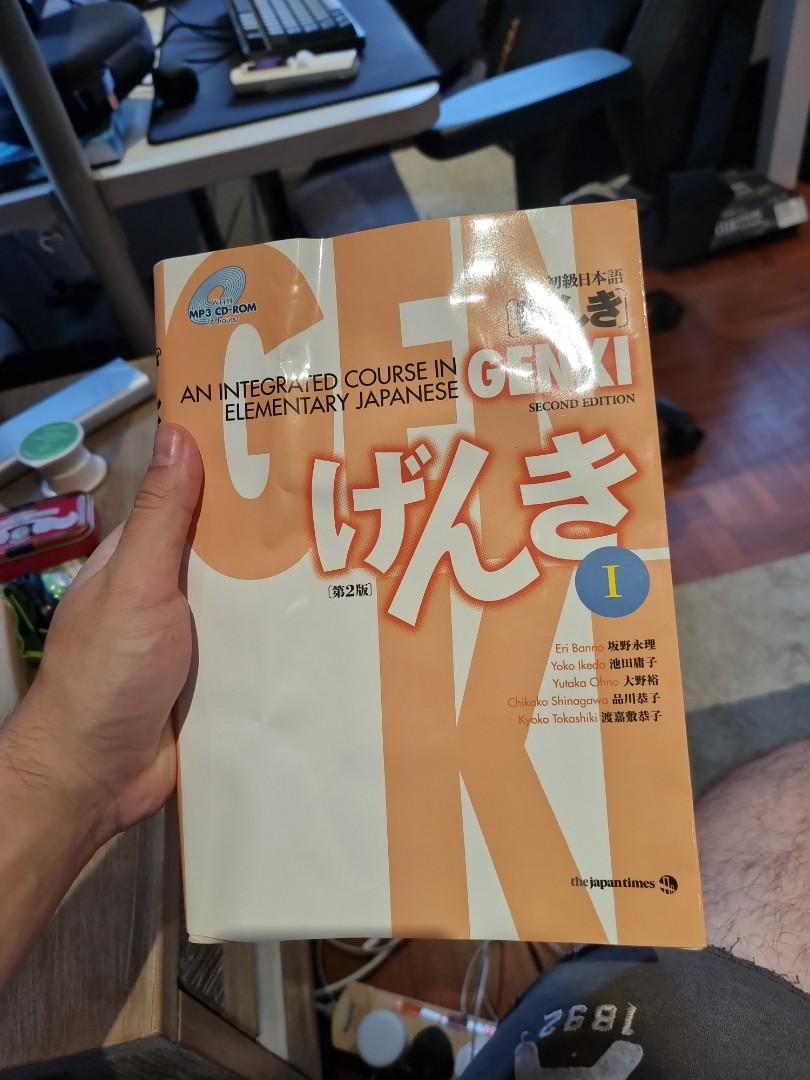 WITH
MP3 CD-ROM
(6 hours)
初級日本語
[げんき]
AN INTEGRATED COURSE IN
ELEMENTARY JAPANESE
GENKI
SECOND EDITION
GENKI
げんき
I
[第2版]
Eri Banno 坂野永理
Yoko Ikeda 池田庸子
Yutaka Ohno 大野裕
Chikako Shinagawa 品川恭子
Kyoko Tokashiki 渡嘉敷恭子
the japan times
1892